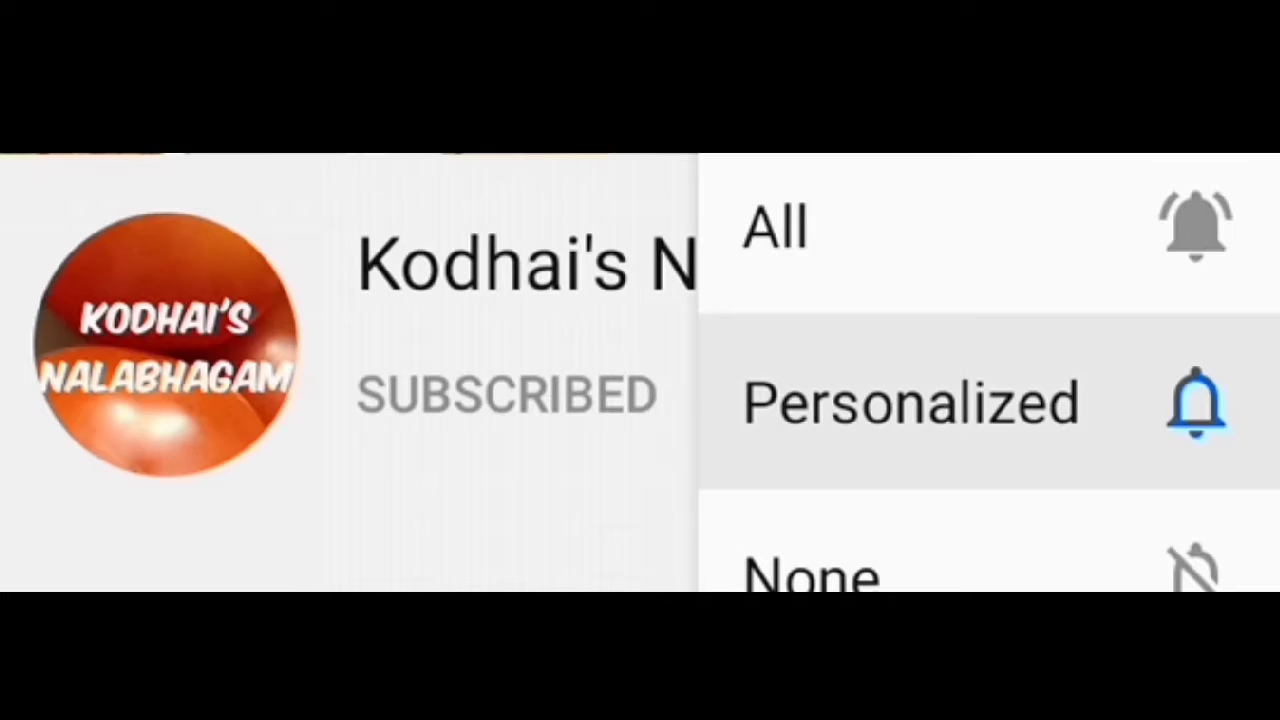 KODHAI'S
NALABHAGAM
Kodhai's N
SUBSCRIBED
All
Personalized
None